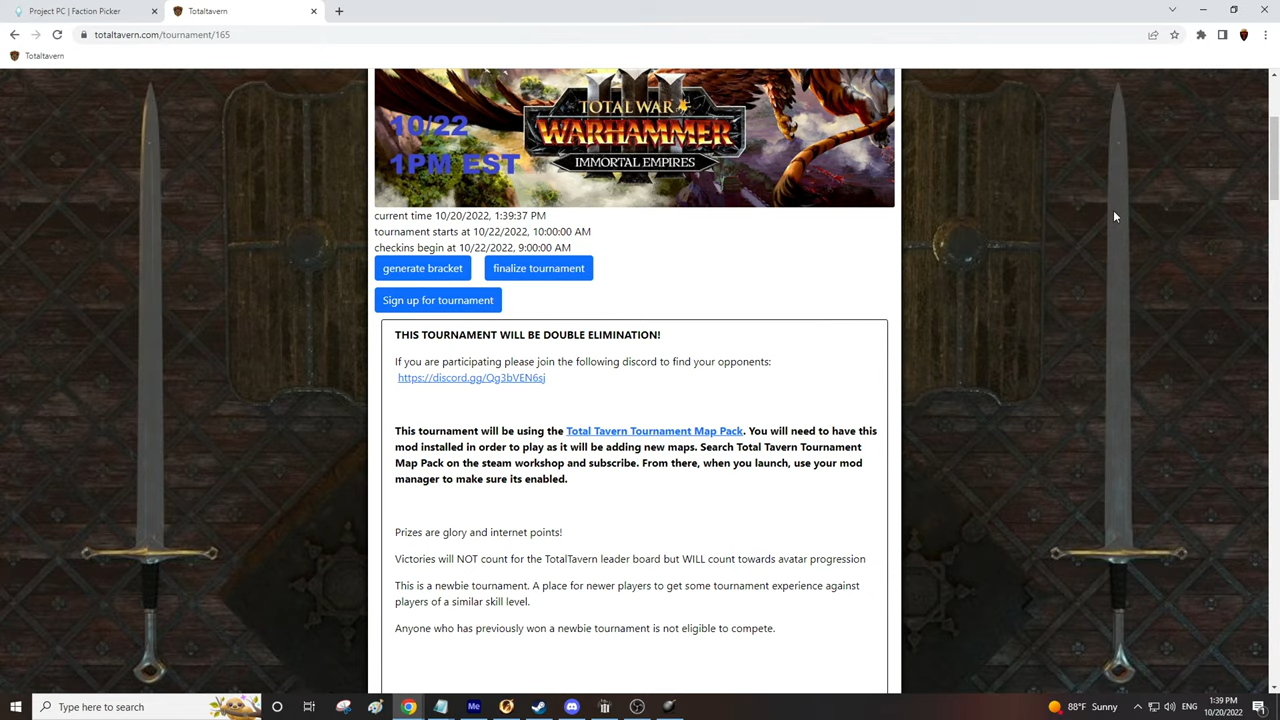 Project PC | Faction Picker
Totaltavern
totaltavern.com/tournament/165
Totaltavern
TOTAL WAR
WARHAMMER
III
IMMORTAL EMPIRES
10/22
1PM EST
current time 10/20/2022, 1:39:37 PM
tournament starts at 10/22/2022, 10:00:00 AM
checkins begin at 10/22/2022, 9:00:00 AM
generate bracket
finalize tournament
Sign up for tournament
THIS TOURNAMENT WILL BE DOUBLE ELIMINATION!
If you are participating please join the following discord to find your opponents:
https://discord.gg/Qg3bVEN6sj
This tournament will be using the Total Tavern Tournament Map Pack. You will need to have this
mod installed in order to play as it will be adding new maps. Search Total Tavern Tournament
Map Pack on the steam workshop and subscribe. From there, when you launch, use your mod
manager to make sure its enabled.
Prizes are glory and internet points!
Victories will NOT count for the TotalTavern leader board but WILL count towards avatar progression
This is a newbie tournament. A place for newer players to get some tournament experience against
players of a similar skill level.
Anyone who has previously won a newbie tournament is not eligible to compete.
Type here to search
Me
88°F Sunny
ENG
1:39 PM
10/20/2022
1